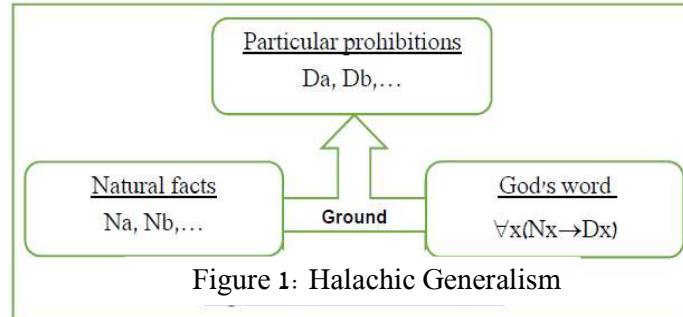 Particular prohibitions
Da, Db,…
Natural facts
Na, Nb,…
Ground
God's word
∀x(Nx→Dx)
Figure 1: Halachic Generalism